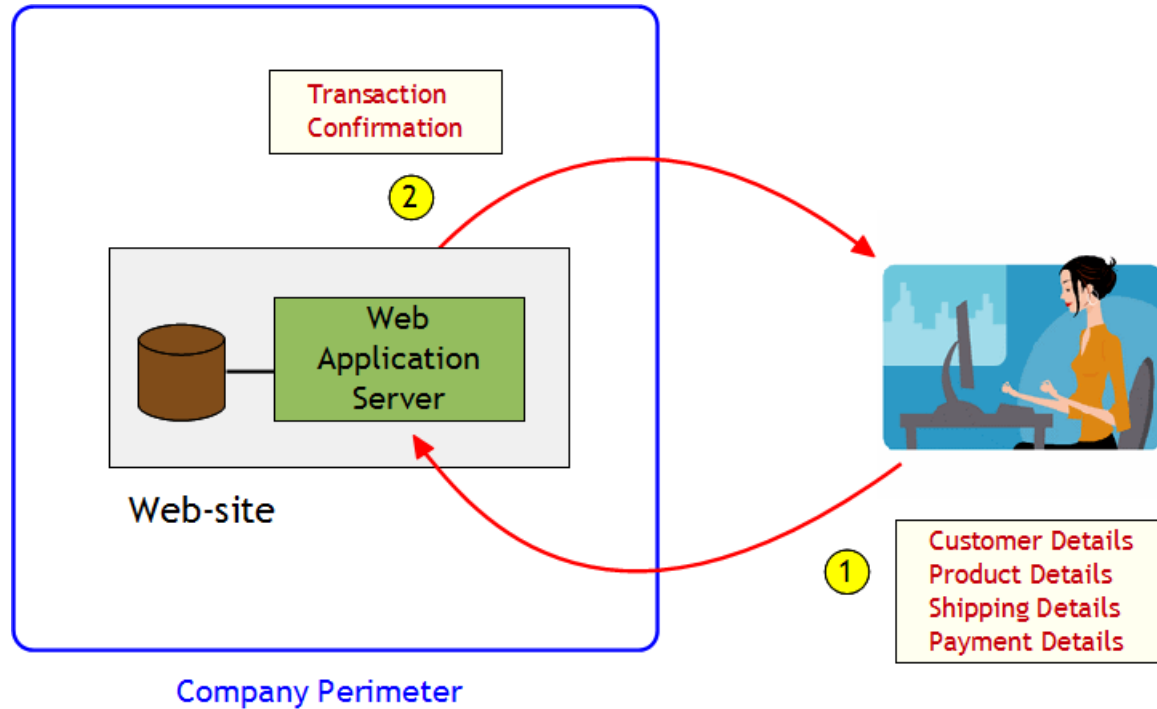 Transaction
Confirmation
2
Web
Application
Server
Web-site
1
Customer Details
Product Details
Shipping Details
Payment Details
Company Perimeter